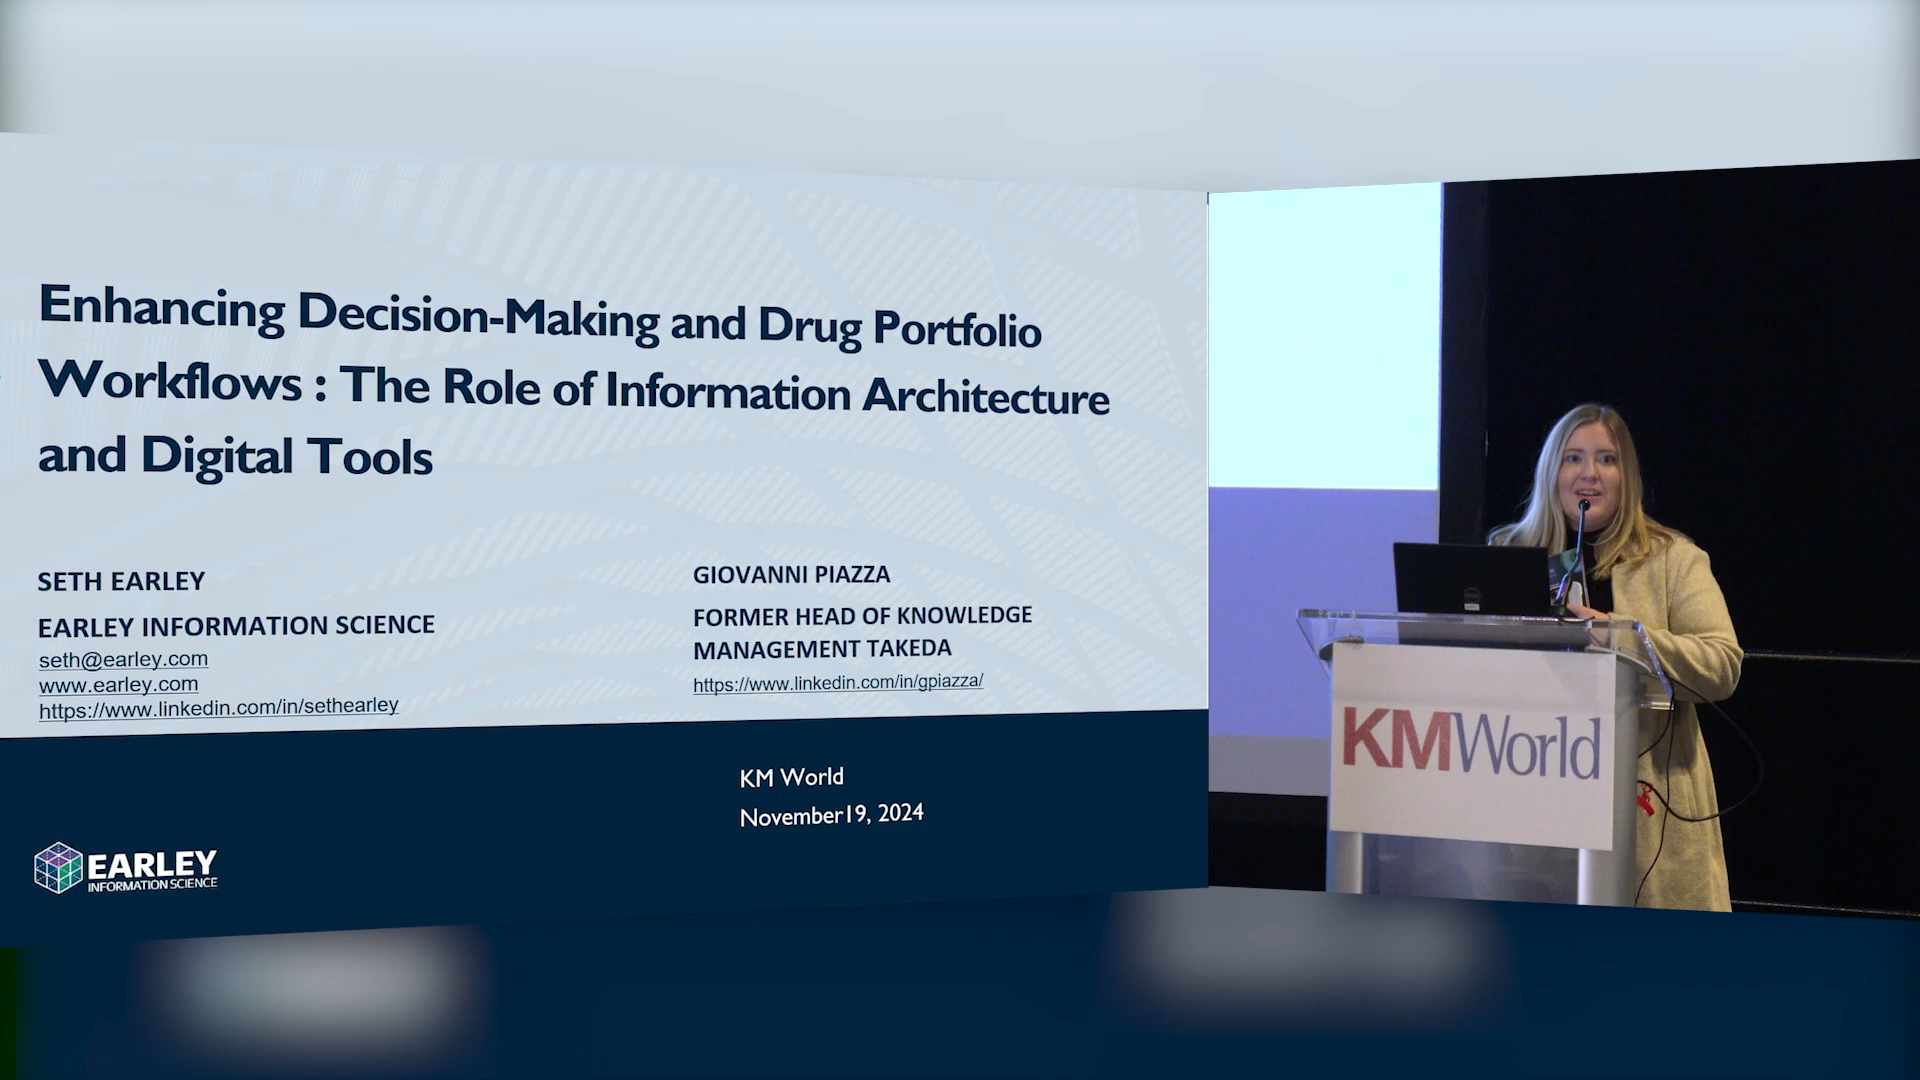 Enhancing Decision-Making and Drug Portfolio
Workflows : The Role of Information Architecture
and Digital Tools
SETH EARLEY
EARLEY INFORMATION SCIENCE
seth@earley.com
www.earley.com
https://www.linkedin.com/in/sethearley
GIOVANNI PIAZZA
FORMER HEAD OF KNOWLEDGE
MANAGEMENT TAKEDA
https://www.linkedin.com/in/gpiazza/
KM World
November19, 2024
EARLEY
INFORMATION SCIENCE
KMWorld